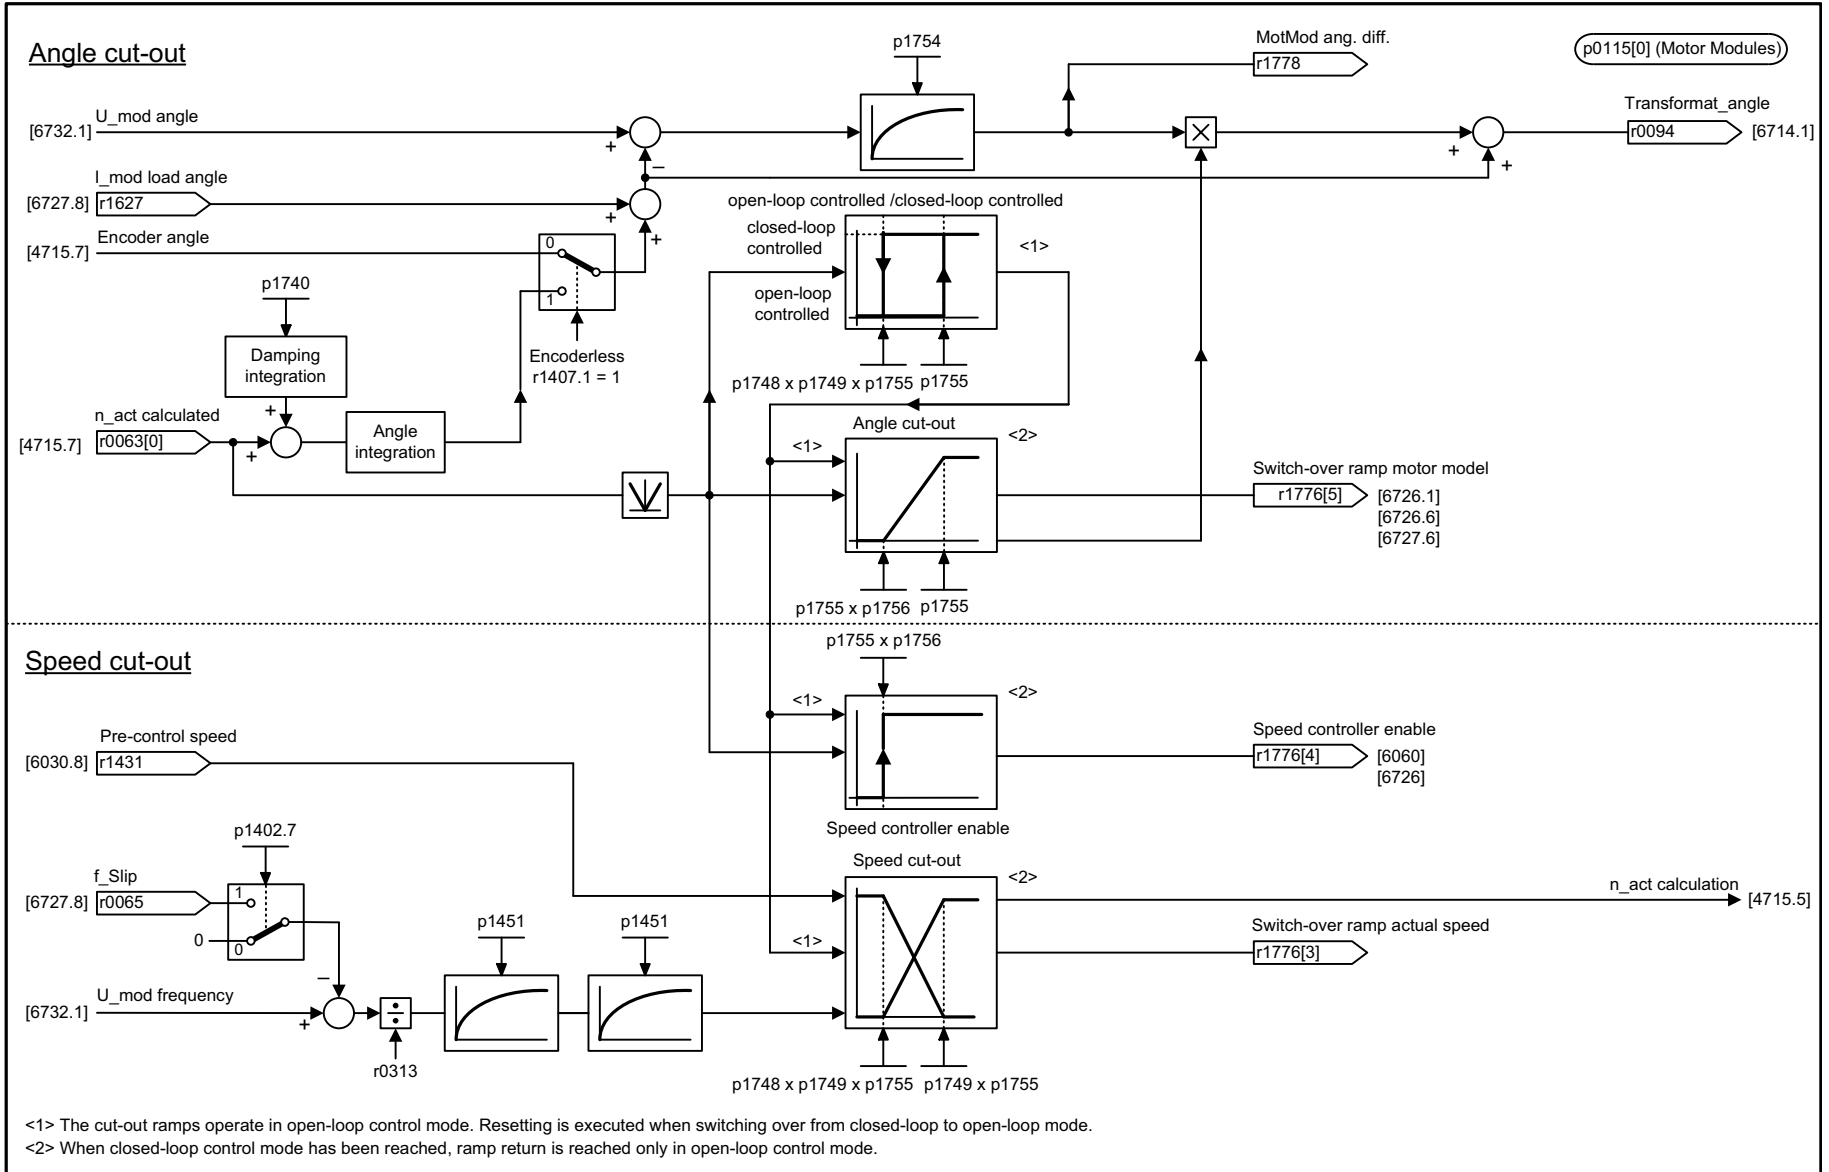 Angle cut-out
p1754
MotMod ang. diff.
r1778
p0115[0] (Motor Modules)
U_mod angle
[6732.1]
+
–
Transformat_angle
r0094
[6714.1]
+
+
I_mod load angle
[6727.8]
r1627
+
+
Encoder angle
[4715.7]
0
1
Encoderless
r1407.1 = 1
open-loop controlled /closed-loop controlled
closed-loop
controlled
open-loop
controlled
<1>
p1748 x p1749 x p1755
p1755
p1740
Damping
integration
+
n_act calculated
[4715.7]
r0063[0]
+
Angle
integration
Angle cut-out
<1>
<2>
Switch-over ramp motor model
r1776[5]
[6726.1]
[6726.6]
[6727.6]
p1755 x p1756
p1755
Speed cut-out
p1755 x p1756
<1>
<2>
Pre-control speed
[6030.8]
r1431
Speed controller enable
r1776[4]
[6060]
[6726]
Speed controller enable
p1402.7
f_Slip
[6727.8]
r0065
1
0
0
–
U_mod frequency
[6732.1]
+
÷
r0313
p1451
p1451
Speed cut-out
<2>
<1>
n_act calculation
[4715.5]
Switch-over ramp actual speed
r1776[3]
p1748 x p1749 x p1755
p1749 x p1755
<1> The cut-out ramps operate in open-loop control mode. Resetting is executed when switching over from closed-loop to open-loop mode.
<2> When closed-loop control mode has been reached, ramp return is reached only in open-loop control mode.